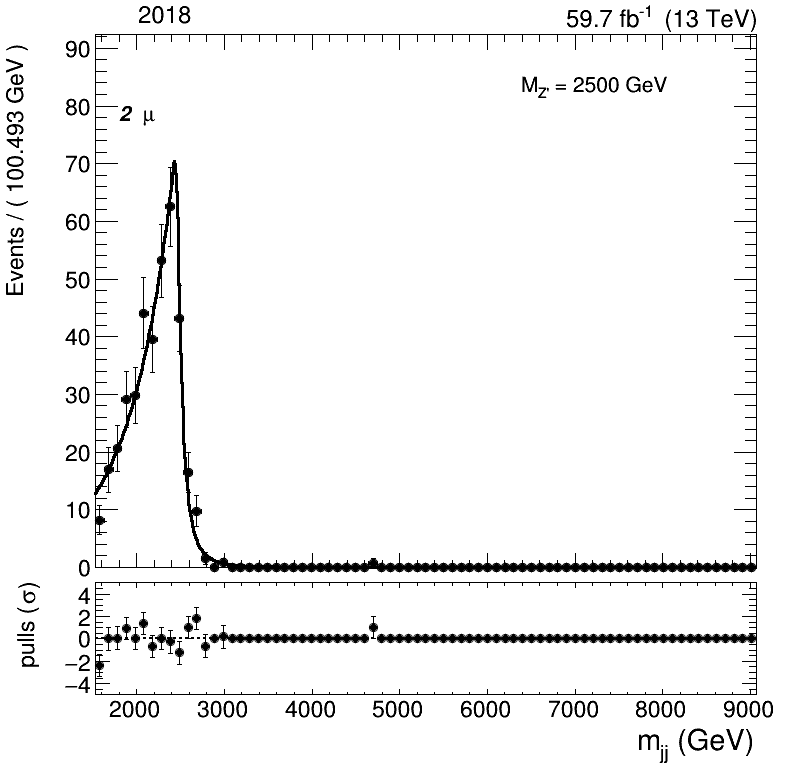 2018
59.7 fb⁻¹ (13 TeV)
Events / ( 100.493 GeV )
90
80
70
60
50
40
30
20
10
0
M_Z' = 2500 GeV
2 μ
pulls (σ)
4
2
0
−2
−4
2000 3000 4000 5000 6000 7000 8000 9000
m_jj (GeV)